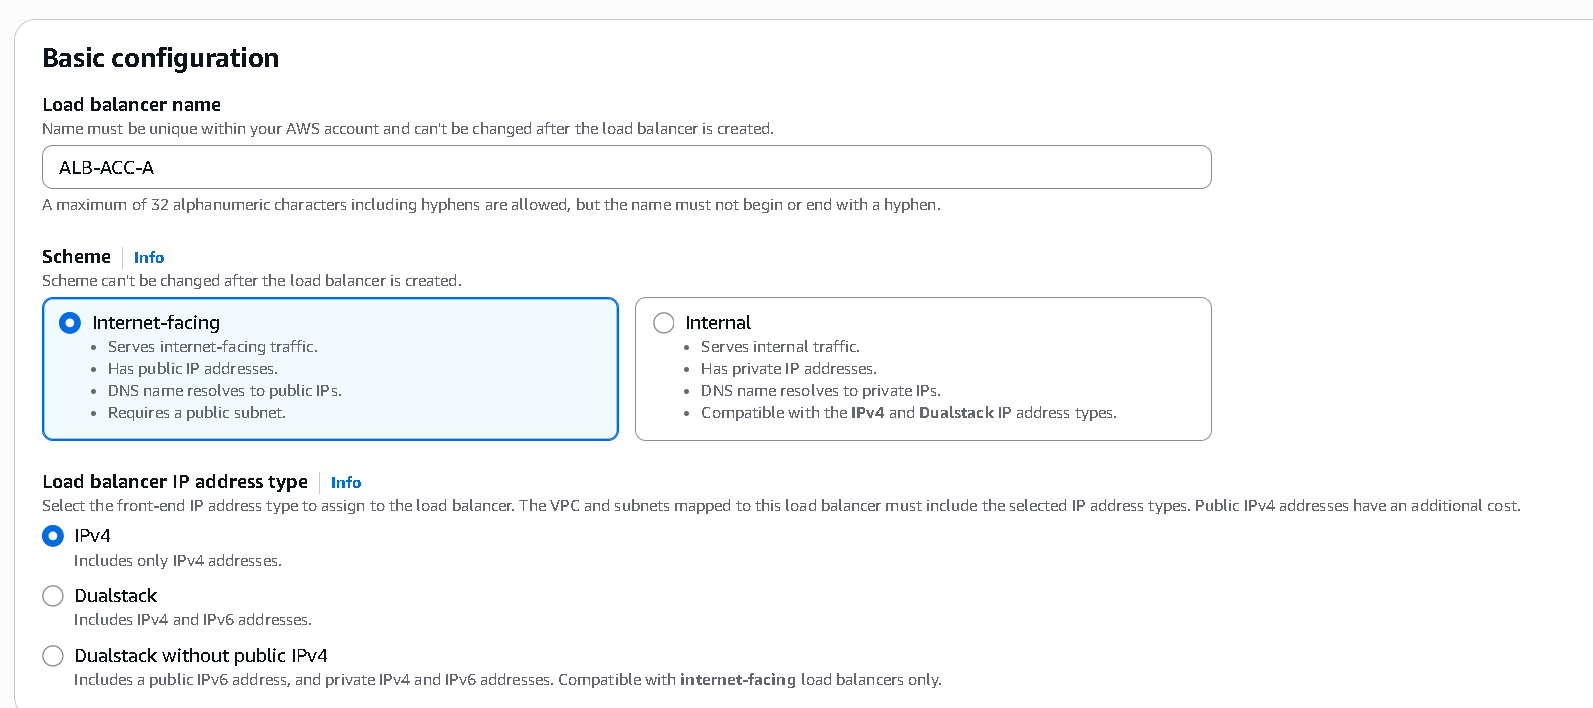 Basic configuration
Load balancer name
Name must be unique within your AWS account and can't be changed after the load balancer is created.
ALB-ACC-A
A maximum of 32 alphanumeric characters including hyphens are allowed, but the name must not begin or end with a hyphen.
Scheme | Info
Scheme can't be changed after the load balancer is created.
Internet-facing
• Serves internet-facing traffic.
• Has public IP addresses.
• DNS name resolves to public IPs.
• Requires a public subnet.
Internal
• Serves internal traffic.
• Has private IP addresses.
• DNS name resolves to private IPs.
• Compatible with the IPv4 and Dualstack IP address types.
Load balancer IP address type | Info
Select the front-end IP address type to assign to the load balancer. The VPC and subnets mapped to this load balancer must include the selected IP address types. Public IPv4 addresses have an additional cost.
IPv4
Includes only IPv4 addresses.
Dualstack
Includes IPv4 and IPv6 addresses.
Dualstack without public IPv4
Includes a public IPv6 address, and private IPv4 and IPv6 addresses. Compatible with internet-facing load balancers only.